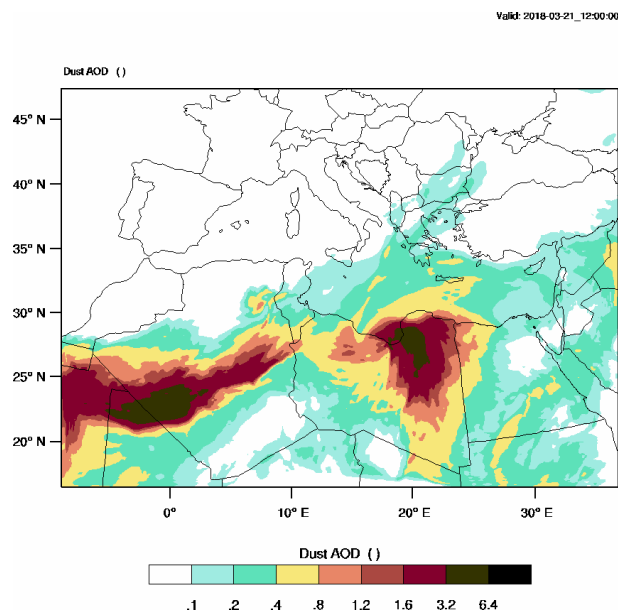 Valid: 2018-03-21_12:00:00
Dust AOD ( )
45° N
40° N
35° N
30° N
25° N
20° N
0° 10° E 20° E 30° E
Dust AOD ( )
.1 .2 .4 .8 1.2 1.6 3.2 6.4